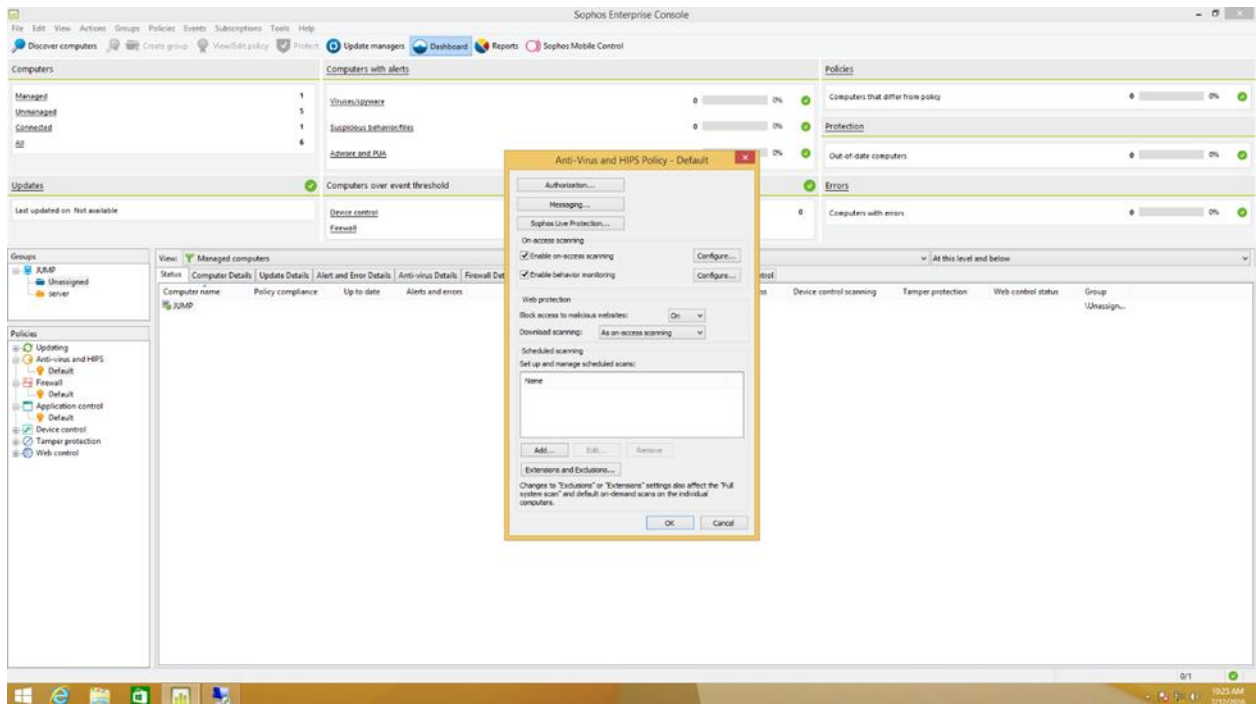 Sophos Enterprise Console
File Edit View Actions Groups Policies Events Subscriptions Tools Help
Discover computers Create group View/Edit policy Protect Update managers Dashboard Reports Sophos Mobile Control
Computers
Managed 1
Unmanaged 5
Connected 1
All 6
Computers with alerts
Viruses/spyware 0 0%
Suspicious behavior/files 0 0%
Adware and PUA 0%
Policies
Computers that differ from policy 0 0%
Protection
Out-of-date computers 0 0%
Updates
Last updated on Not available
Computers over event threshold
Device control 0
Firewall
Errors
Computers with errors 0 0%
Groups
JUMP
Unassigned
server
Policies
Updating
Anti-virus and HIPS
Default
Firewall
Default
Application control
Default
Device control
Tamper protection
Web control
View: Managed computers At this level and below
Status Computer Details Update Details Alert and Error Details Anti-virus Details Firewall Det
Computer name Policy compliance Up to date Alerts and errors Device control scanning Tamper protection Web control status Group
JUMP \Unassign...
Anti-Virus and HIPS Policy - Default
Authorization...
Messaging...
Sophos Live Protection...
On-access scanning
Enable on-access scanning Configure...
Enable behavior monitoring Configure...
Web protection
Block access to malicious websites: On
Download scanning: As on-access scanning
Scheduled scanning
Set up and manage scheduled scans:
Name
Add... Edit... Remove
Extensions and Exclusions...
Changes to "Exclusions" or "Extensions" settings also affect the "Full
system scan" and default on-demand scans on the individual
computers.
OK Cancel
0/1
10:25 AM